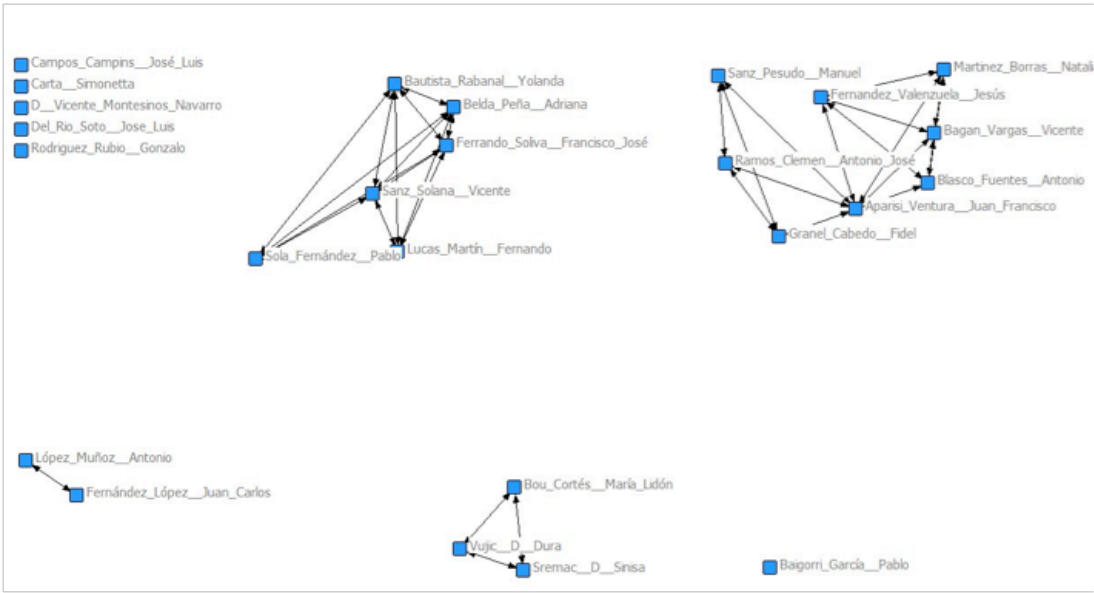 Campos_Campins__José_Luis
Carta__Simonetta
D__Vicente_Montesinos_Navarro
Del_Rio_Soto__Jose_Luis
Rodriguez_Rubio__Gonzalo
Bautista_Rabanal__Yolanda
Belda_Peña__Adriana
Ferrando_Soliva__Francisco_José
Sanz_Solana__Vicente
Sola_Fernández__Pablo
Lucas_Martín__Fernando
Sanz_Pesudo__Manuel
Martinez_Borras__Natali
Fernandez_Valenzuela__Jesús
Bagan_Vargas__Vicente
Ramos_Clemen__Antonio_José
Blasco_Fuentes__Antonio
Aparisi_Ventura__Juan_Francisco
Granel_Cabedo__Fidel
López_Muñoz__Antonio
Fernández_López__Juan_Carlos
Bou_Cortés__María_Lidón
Vujic__D__Dura
Sremac__D__Sinisa
Baigorri_García__Pablo